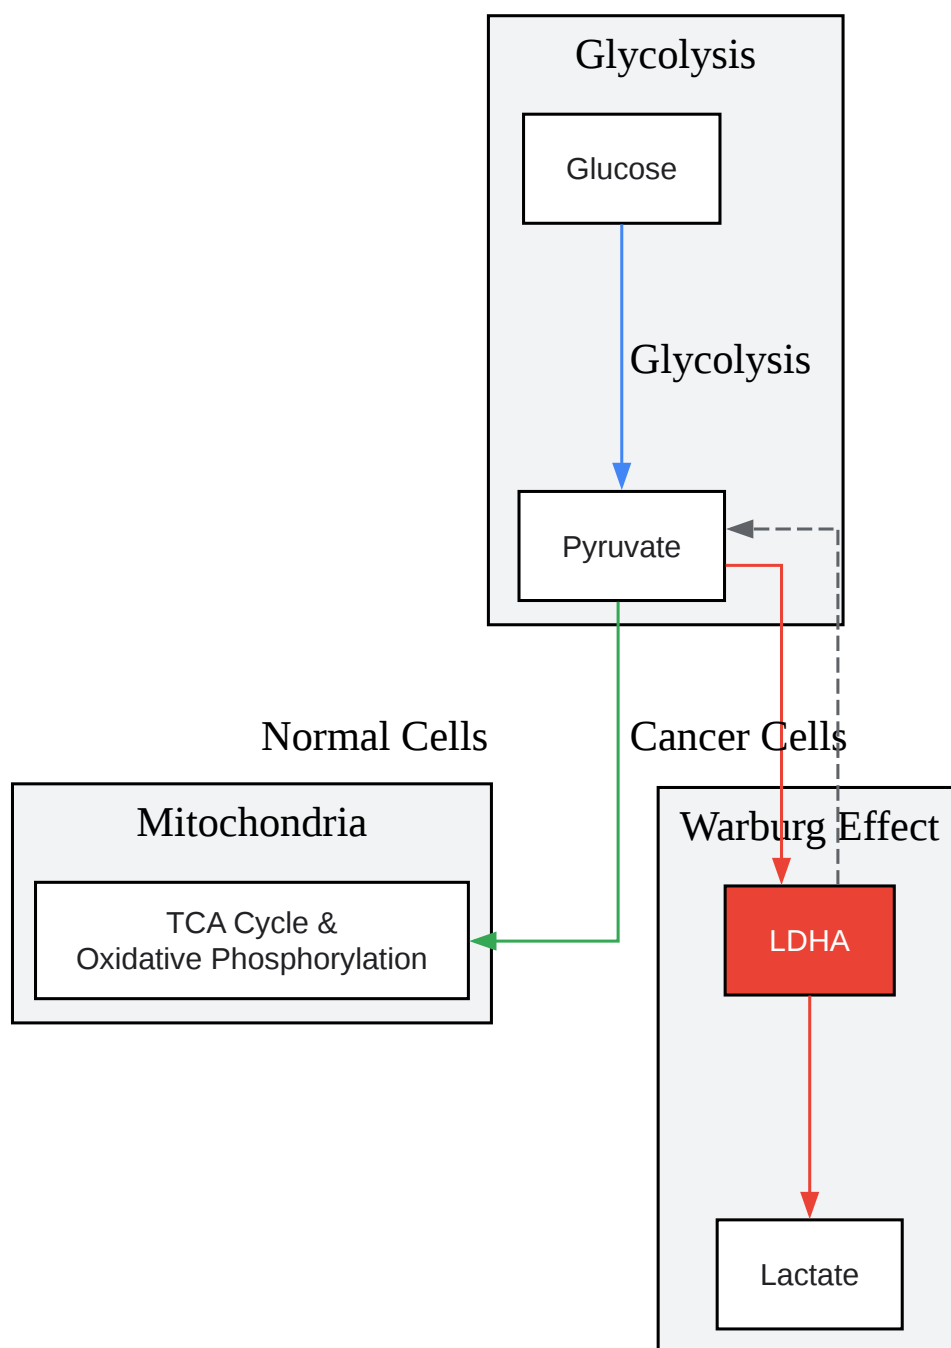 Glycolysis
Glucose
Glycolysis
Pyruvate
Normal Cells
Cancer Cells
Mitochondria
TCA Cycle &
Oxidative Phosphorylation
Warburg Effect
LDHA
Lactate